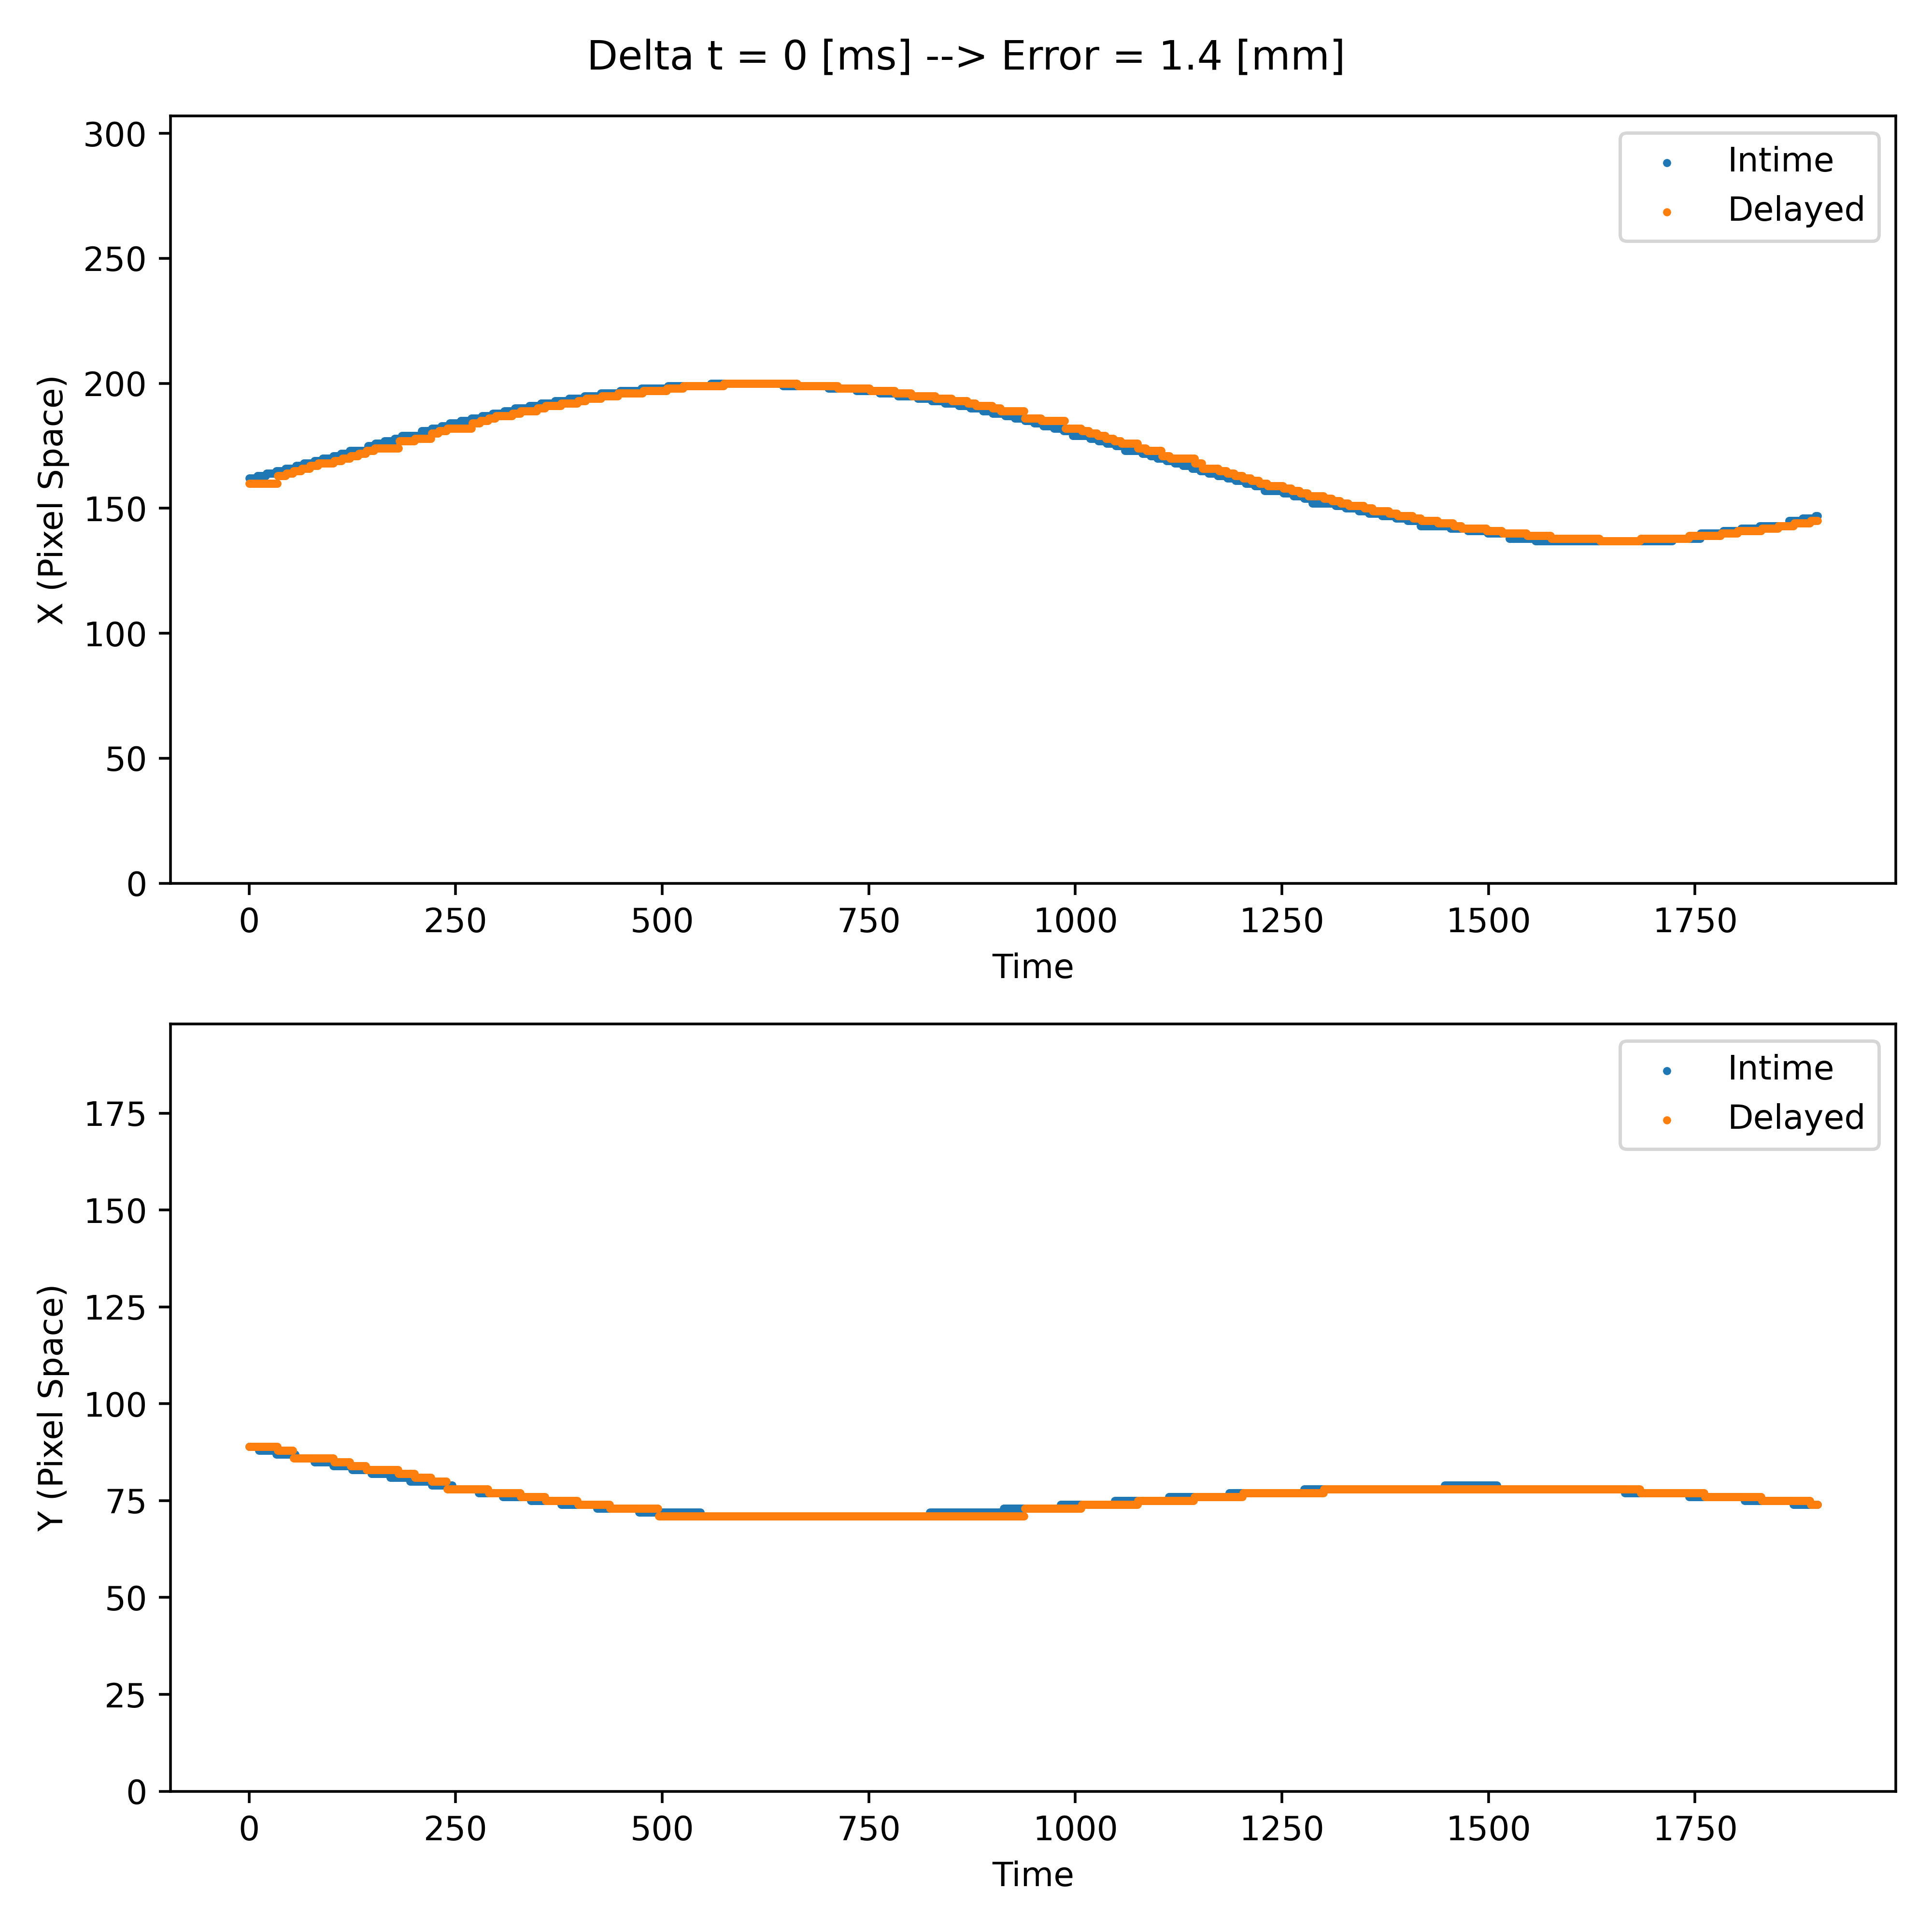 Delta t = 0 [ms] --> Error = 1.4 [mm]
300
250
200
150
100
50
0
X (Pixel Space)
Intime
Delayed
0 250 500 750 1000 1250 1500 1750
Time
175
150
125
100
75
50
25
0
Y (Pixel Space)
Intime
Delayed
0 250 500 750 1000 1250 1500 1750
Time